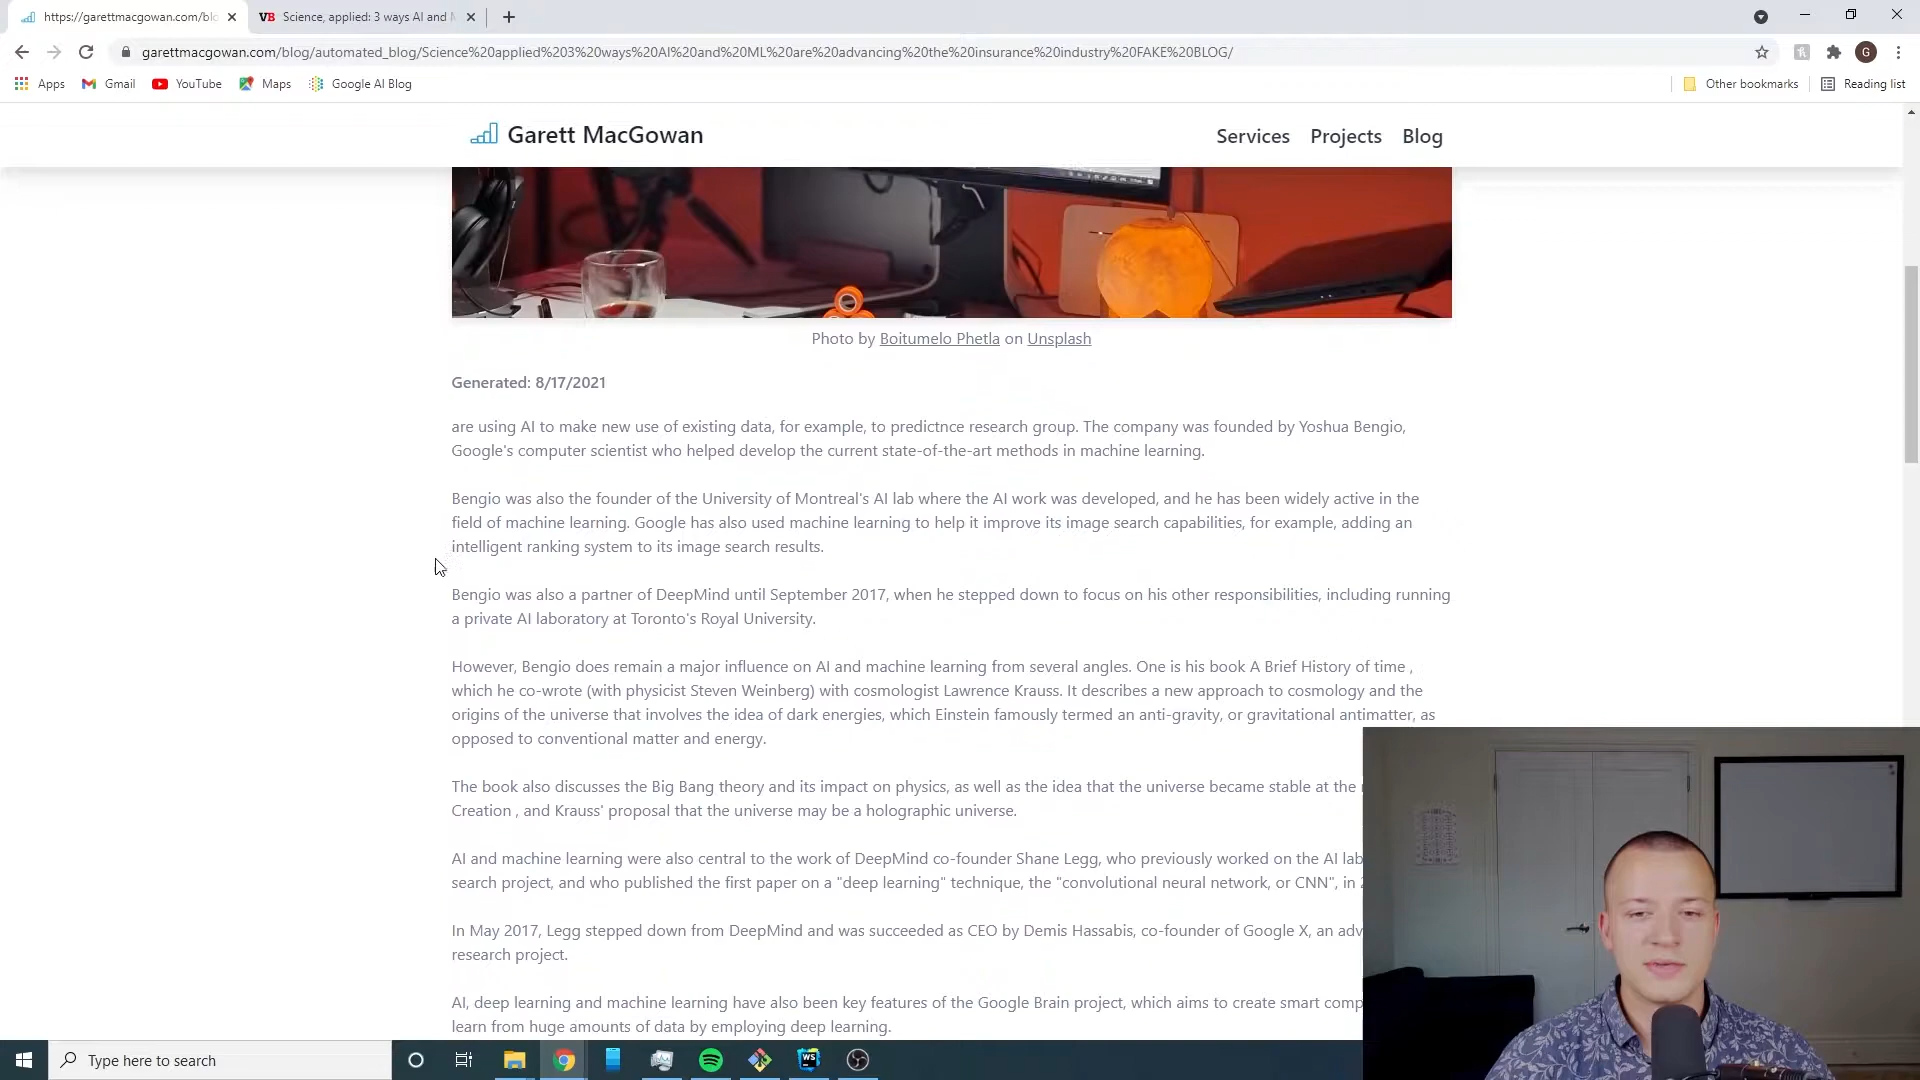 https://garettmacgowan.com/blo
VB Science, applied: 3 ways AI and M
garettmacgowan.com/blog/automated_blog/Science%20applied%203%20ways%20AI%20and%20ML%20are%20advancing%20the%20insurance%20industry%20FAKE%20BLOG/
G
Apps Gmail YouTube Maps Google AI Blog Other bookmarks Reading list
Garett MacGowan Services Projects Blog
Photo by Boitumelo Phetla on Unsplash
Generated: 8/17/2021
are using AI to make new use of existing data, for example, to predictnce research group. The company was founded by Yoshua Bengio,
Google's computer scientist who helped develop the current state-of-the-art methods in machine learning.
Bengio was also the founder of the University of Montreal's AI lab where the AI work was developed, and he has been widely active in the
field of machine learning. Google has also used machine learning to help it improve its image search capabilities, for example, adding an
intelligent ranking system to its image search results.
Bengio was also a partner of DeepMind until September 2017, when he stepped down to focus on his other responsibilities, including running
a private AI laboratory at Toronto's Royal University.
However, Bengio does remain a major influence on AI and machine learning from several angles. One is his book A Brief History of time ,
which he co-wrote (with physicist Steven Weinberg) with cosmologist Lawrence Krauss. It describes a new approach to cosmology and the
origins of the universe that involves the idea of dark energies, which Einstein famously termed an anti-gravity, or gravitational antimatter, as
opposed to conventional matter and energy.
The book also discusses the Big Bang theory and its impact on physics, as well as the idea that the universe became stable at the
Creation , and Krauss' proposal that the universe may be a holographic universe.
AI and machine learning were also central to the work of DeepMind co-founder Shane Legg, who previously worked on the AI lab
search project, and who published the first paper on a "deep learning" technique, the "convolutional neural network, or CNN", in
In May 2017, Legg stepped down from DeepMind and was succeeded as CEO by Demis Hassabis, co-founder of Google X, an adv
research project.
AI, deep learning and machine learning have also been key features of the Google Brain project, which aims to create smart comp
learn from huge amounts of data by employing deep learning.
Type here to search
WS